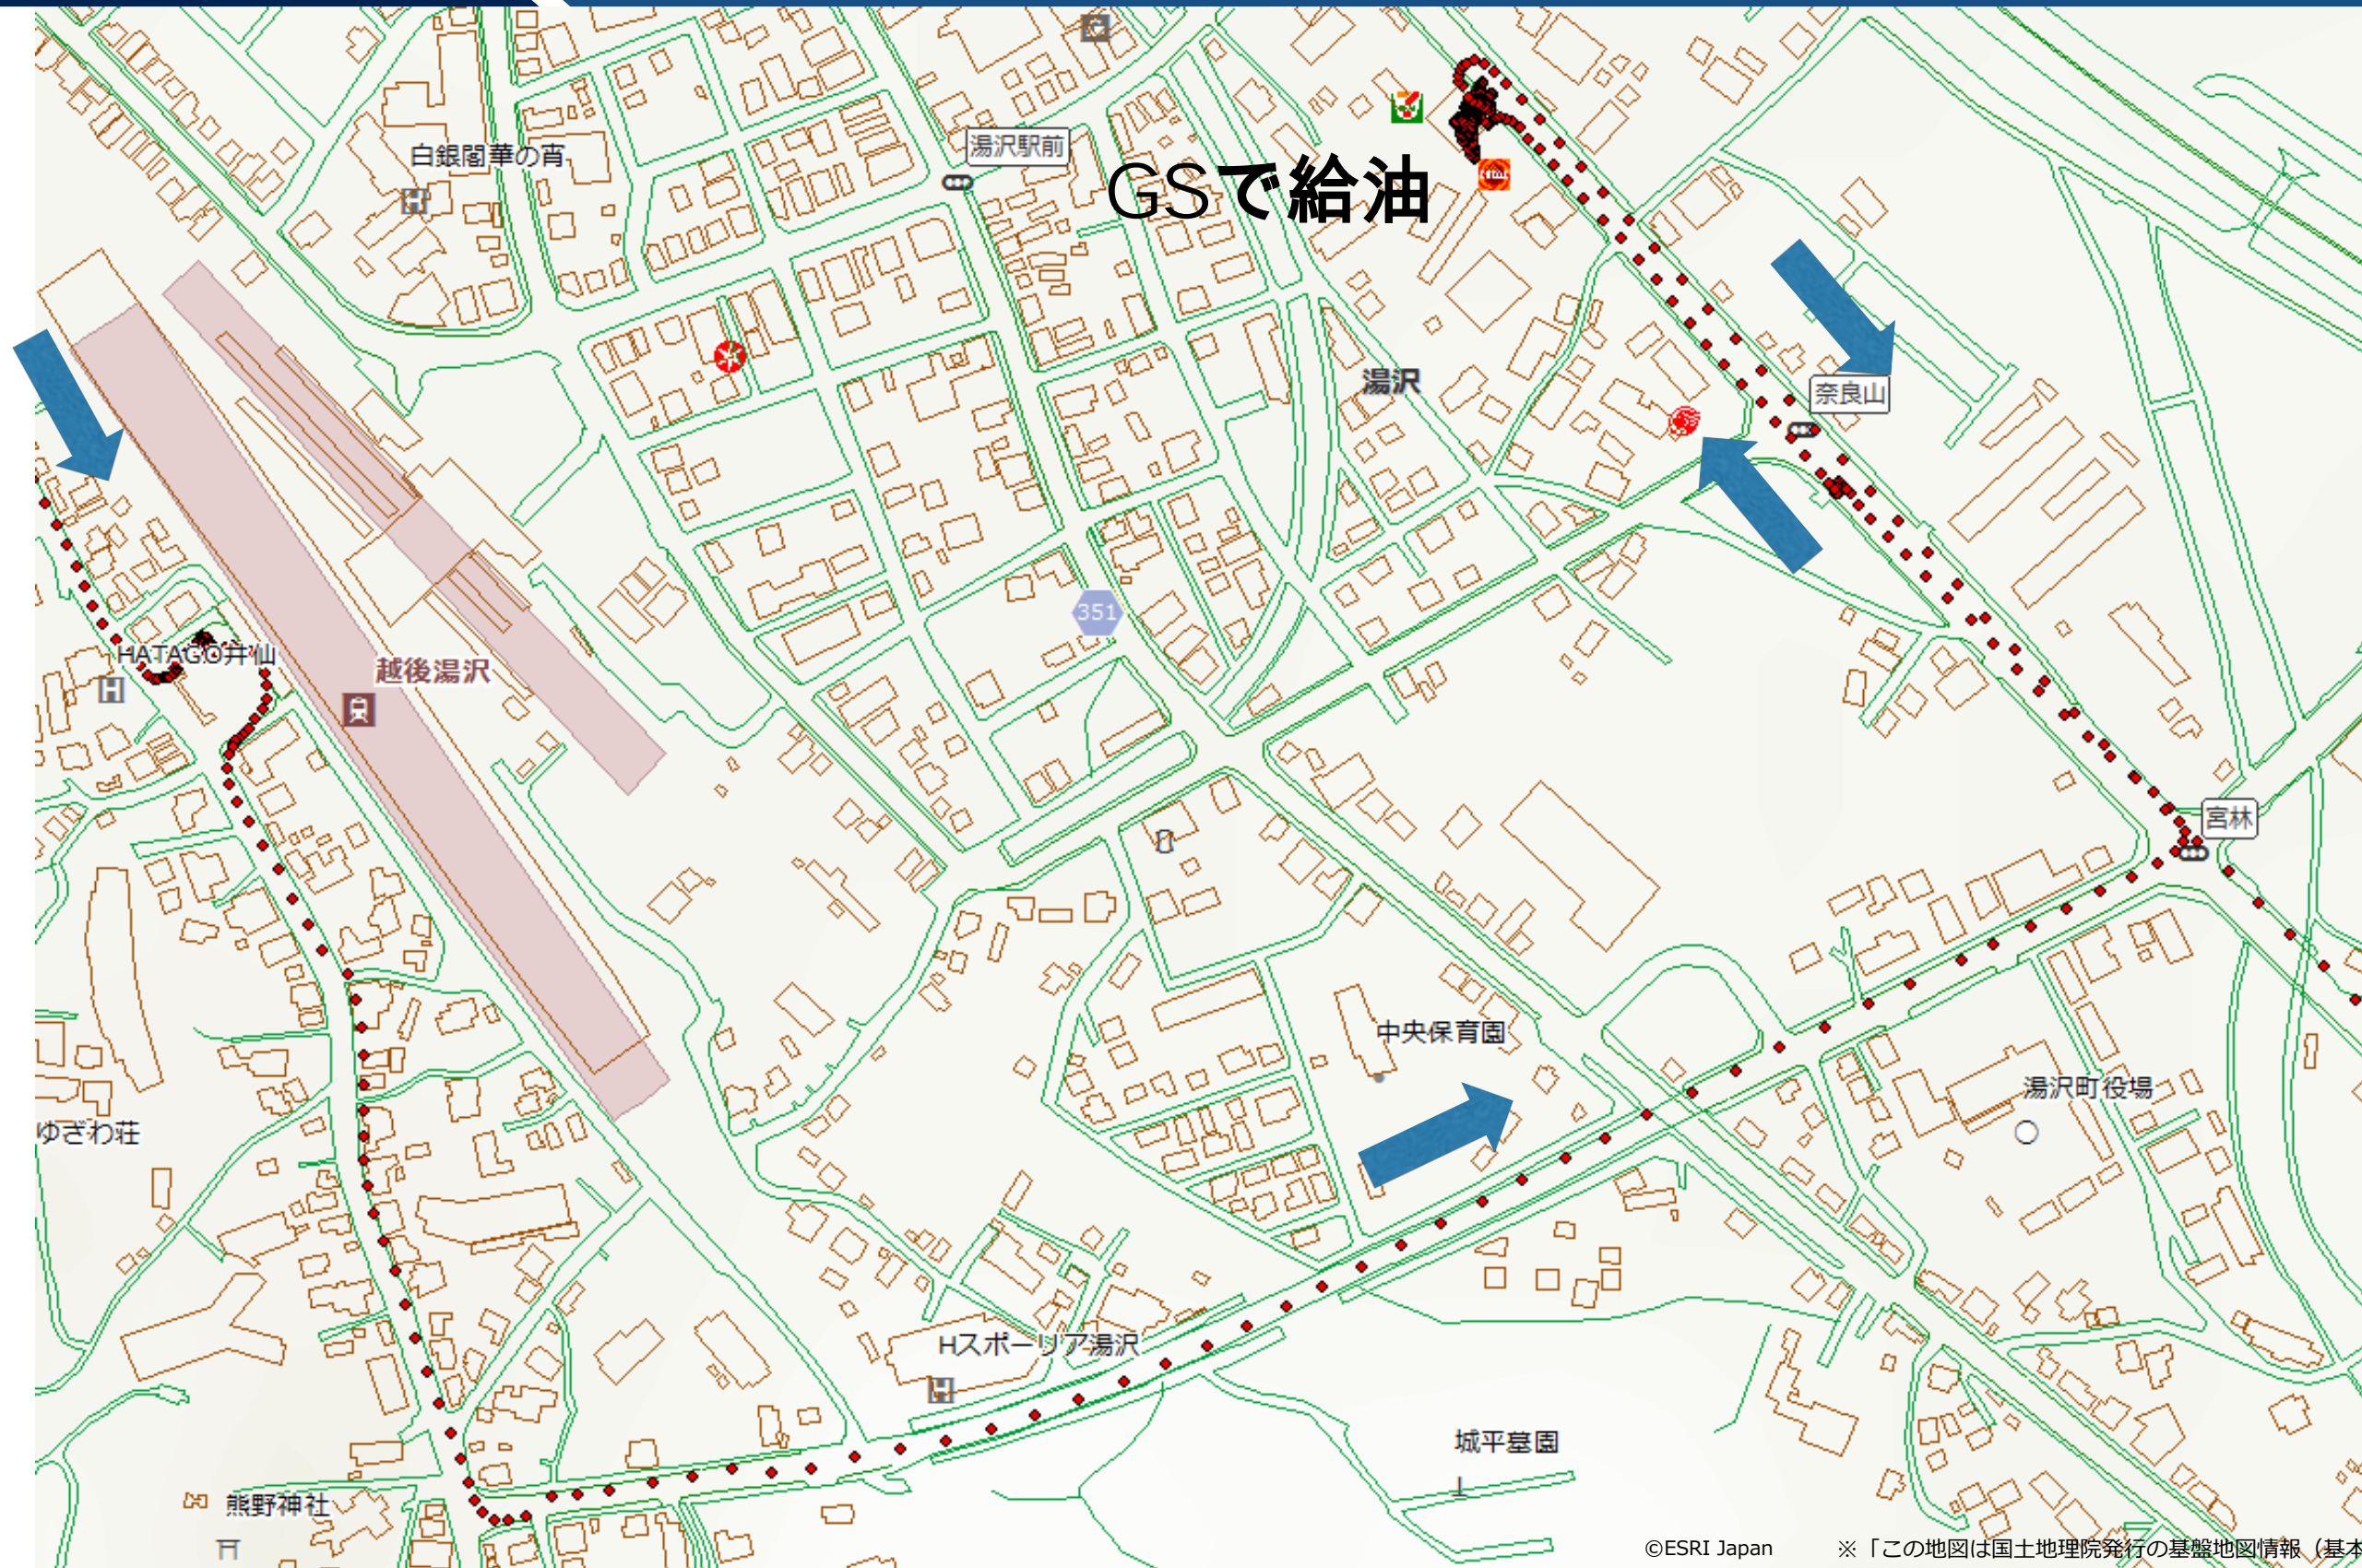 白銀閣華の宵
湯沢駅前
GSで給油
湯沢
奈良山
351
HATAGO井仙
越後湯沢
宮林
中央保育園
湯沢町役場
ゆざわ荘
Hスポーリア湯沢
城平墓園
熊野神社
©ESRI Japan ※「この地図は国土地理院発行の基盤地図情報(基本